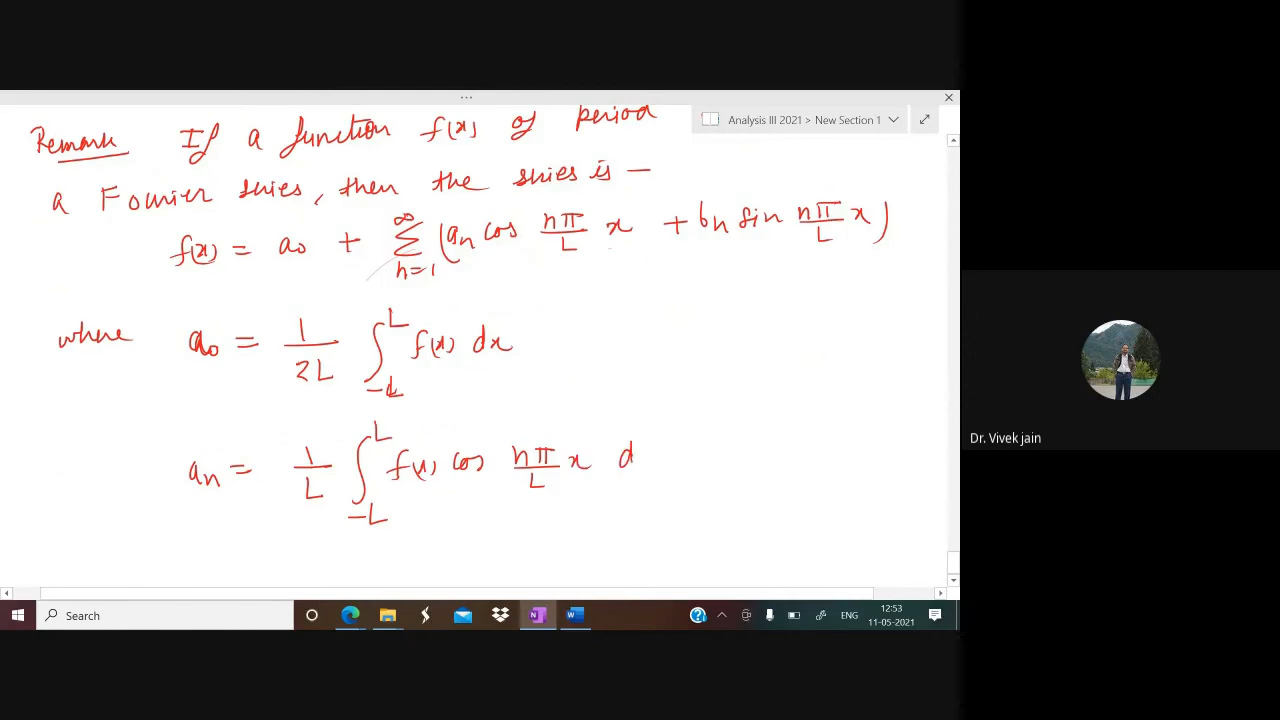 Analysis III 2021 > New Section 1
Remark If a function f(x) of period
a Fourier series, then the series is —
f(x) = a₀ + ∑_{n=1}^{∞} (aₙ cos nπ/L x + bₙ sin nπ/L x)
where a₀ = 1/2L ∫_{-L}^{L} f(x) dx
aₙ = 1/L ∫_{-L}^{L} f(x) cos nπ/L x d
Dr. Vivek jain
Search
ENG
12:53
11-05-2021